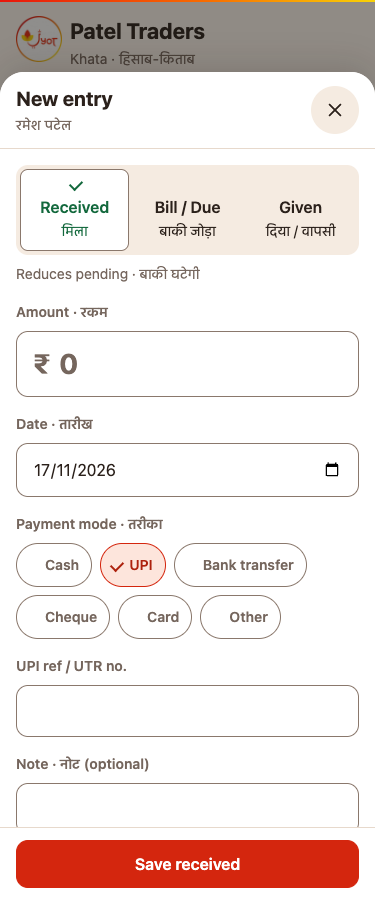 Jyot
Patel Traders
Khata · हिसाब-किताब
New entry
रमेश पटेल
Received
मिला
Bill / Due
बाकी जोड़ा
Given
दिया / वापसी
Reduces pending · बाकी घटेगी
Amount · रकम
₹ 0
Date · तारीख
17/11/2026
Payment mode · तरीका
Cash
UPI
Bank transfer
Cheque
Card
Other
UPI ref / UTR no.
Note · नोट (optional)
Save received